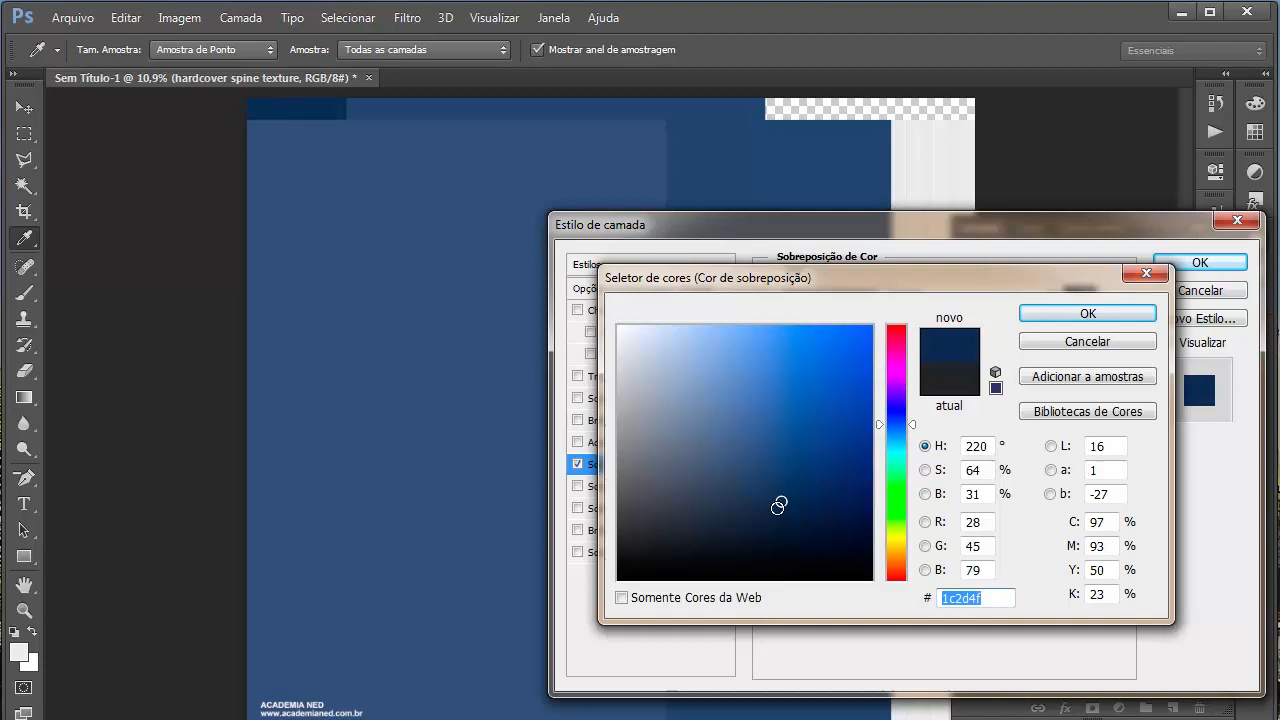 Ps Arquivo Editar Imagem Camada Tipo Selecionar Filtro 3D Visualizar Janela Ajuda
Tam. Amostra: Amostra de Ponto Amostra: Todas as camadas Mostrar anel de amostragem Essenciais
Sem Título-1 @ 10,9% (hardcover spine texture, RGB/8#) * ×
Estilo de camada
Estilos
Sobreposição de Cor
OK
Cancelar
Novo Estilo...
Visualizar
Seletor de cores (Cor de sobreposição)
novo
atual
OK
Cancelar
Adicionar a amostras
Bibliotecas de Cores
H: 220 ° L: 16
S: 64 % a: 1
B: 31 % b: -27
R: 28 C: 97 %
G: 45 M: 93 %
B: 79 Y: 50 %
# 1c2d4f K: 23 %
Somente Cores da Web
ACADEMIA NED
www.academianed.com.br